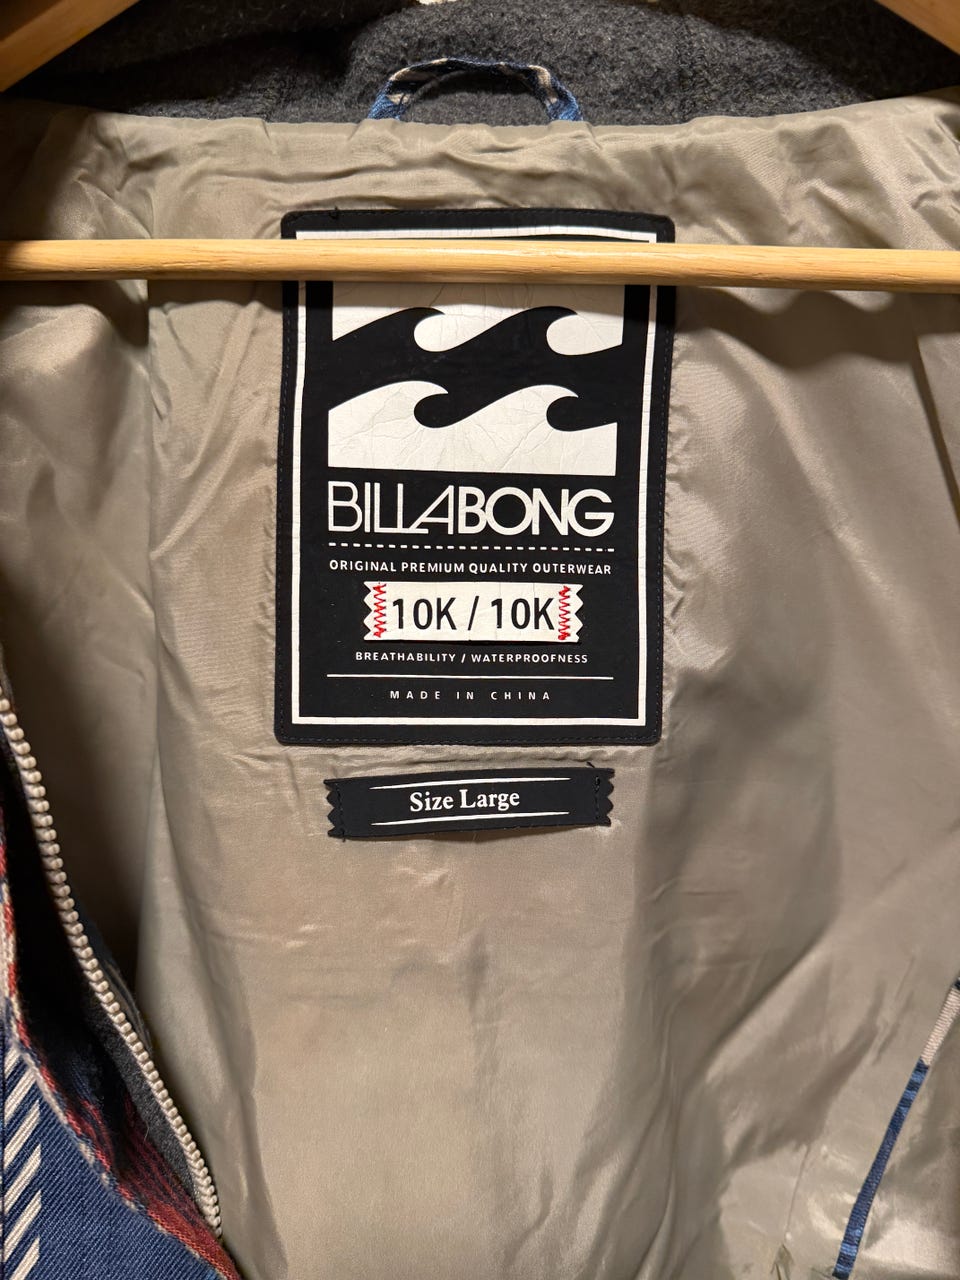 BILLABONG
ORIGINAL PREMIUM QUALITY OUTERWEAR
10K / 10K
BREATHABILITY / WATERPROOFNESS
MADE IN CHINA
Size Large